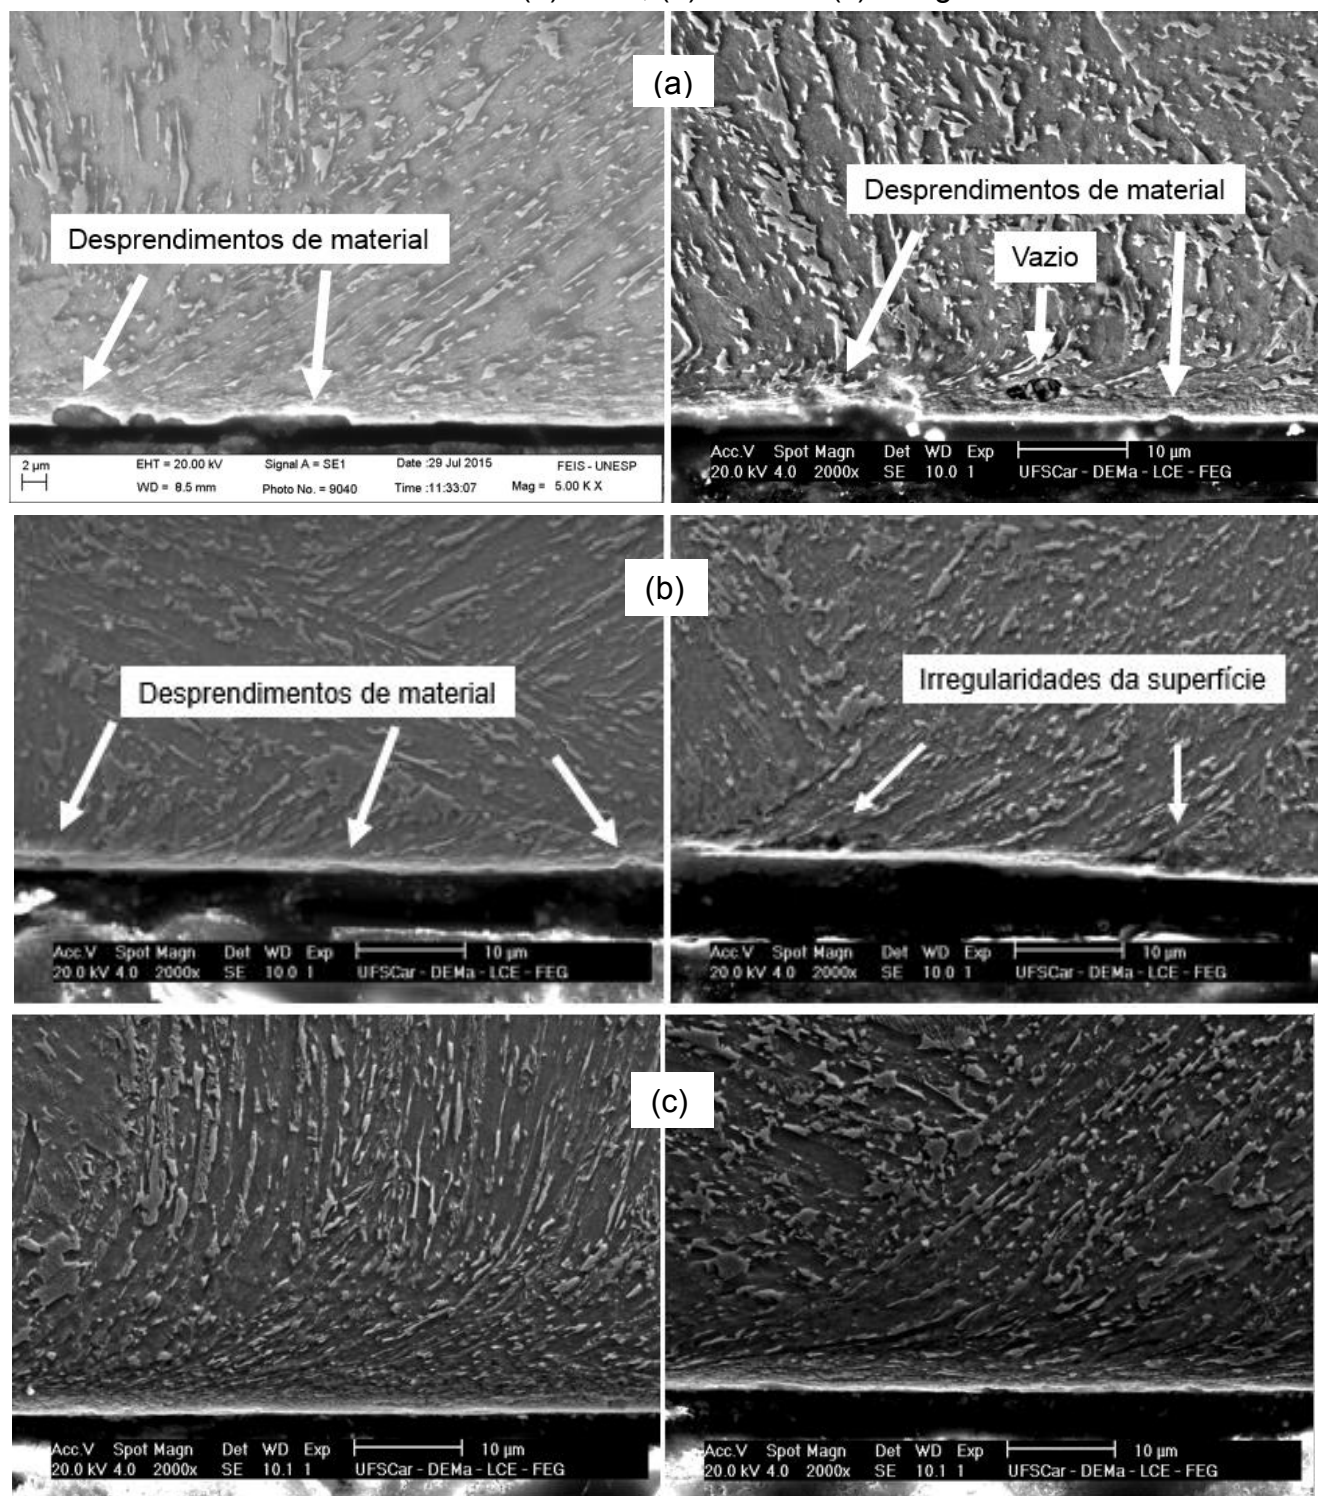 (a)
Desprendimentos de material
Desprendimentos de material
Vazio
2 µm
EHT = 20.00 kV
Signal A = SE1
Date :29 Jul 2015
FEIS - UNESP
WD = 8.5 mm
Photo No. = 9040
Time :11:33:07
Mag = 5.00 K X
Acc.V Spot Magn Det WD Exp 10 µm
20.0 kV 4.0 2000x SE 10.0 1 UFSCar - DEMa - LCE - FEG
(b)
Desprendimentos de material
Irregularidades da superfície
Acc.V Spot Magn Det WD Exp 10 µm
20.0 kV 4.0 2000x SE 10.0 1 UFSCar - DEMa - LCE - FEG
Acc.V Spot Magn Det WD Exp 10 µm
20.0 kV 4.0 2000x SE 10.0 1 UFSCar - DEMa - LCE - FEG
(c)
Acc.V Spot Magn Det WD Exp 10 µm
20.0 kV 4.0 2000x SE 10.1 1 UFSCar - DEMa - LCE - FEG
Acc.V Spot Magn Det WD Exp 10 µm
20.0 kV 4.0 2000x SE 10.1 1 UFSCar - DEMa - LCE - FEG